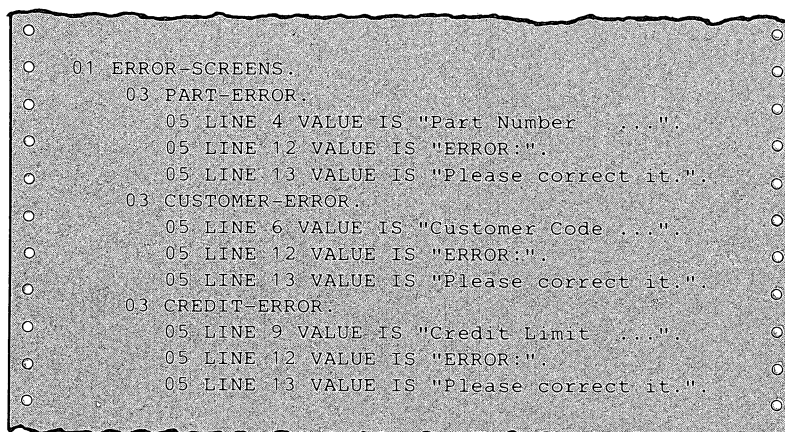 01 ERROR-SCREENS.
03 PART-ERROR.
05 LINE 4 VALUE IS "Part Number ...".
05 LINE 12 VALUE IS "ERROR:".
05 LINE 13 VALUE IS "Please correct it.".
03 CUSTOMER-ERROR.
05 LINE 6 VALUE IS "Customer Code ...".
05 LINE 12 VALUE IS "ERROR:".
05 LINE 13 VALUE IS "Please correct it.".
03 CREDIT-ERROR.
05 LINE 9 VALUE IS "Credit Limit ...".
05 LINE 12 VALUE IS "ERROR:".
05 LINE 13 VALUE IS "Please correct it.".